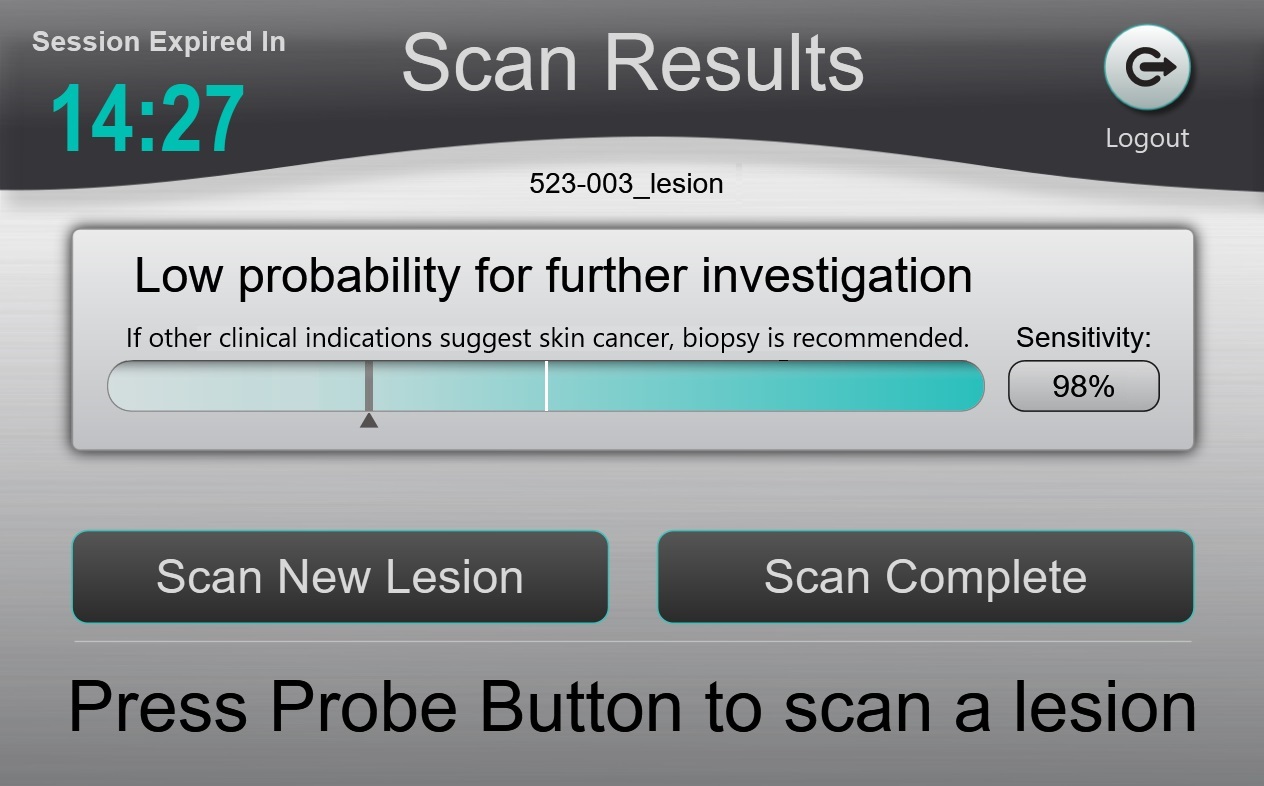 Session Expired In
14:27
Scan Results
Logout
523-003_lesion
Low probability for further investigation
If other clinical indications suggest skin cancer, biopsy is recommended.
Sensitivity:
98%
Scan New Lesion
Scan Complete
Press Probe Button to scan a lesion